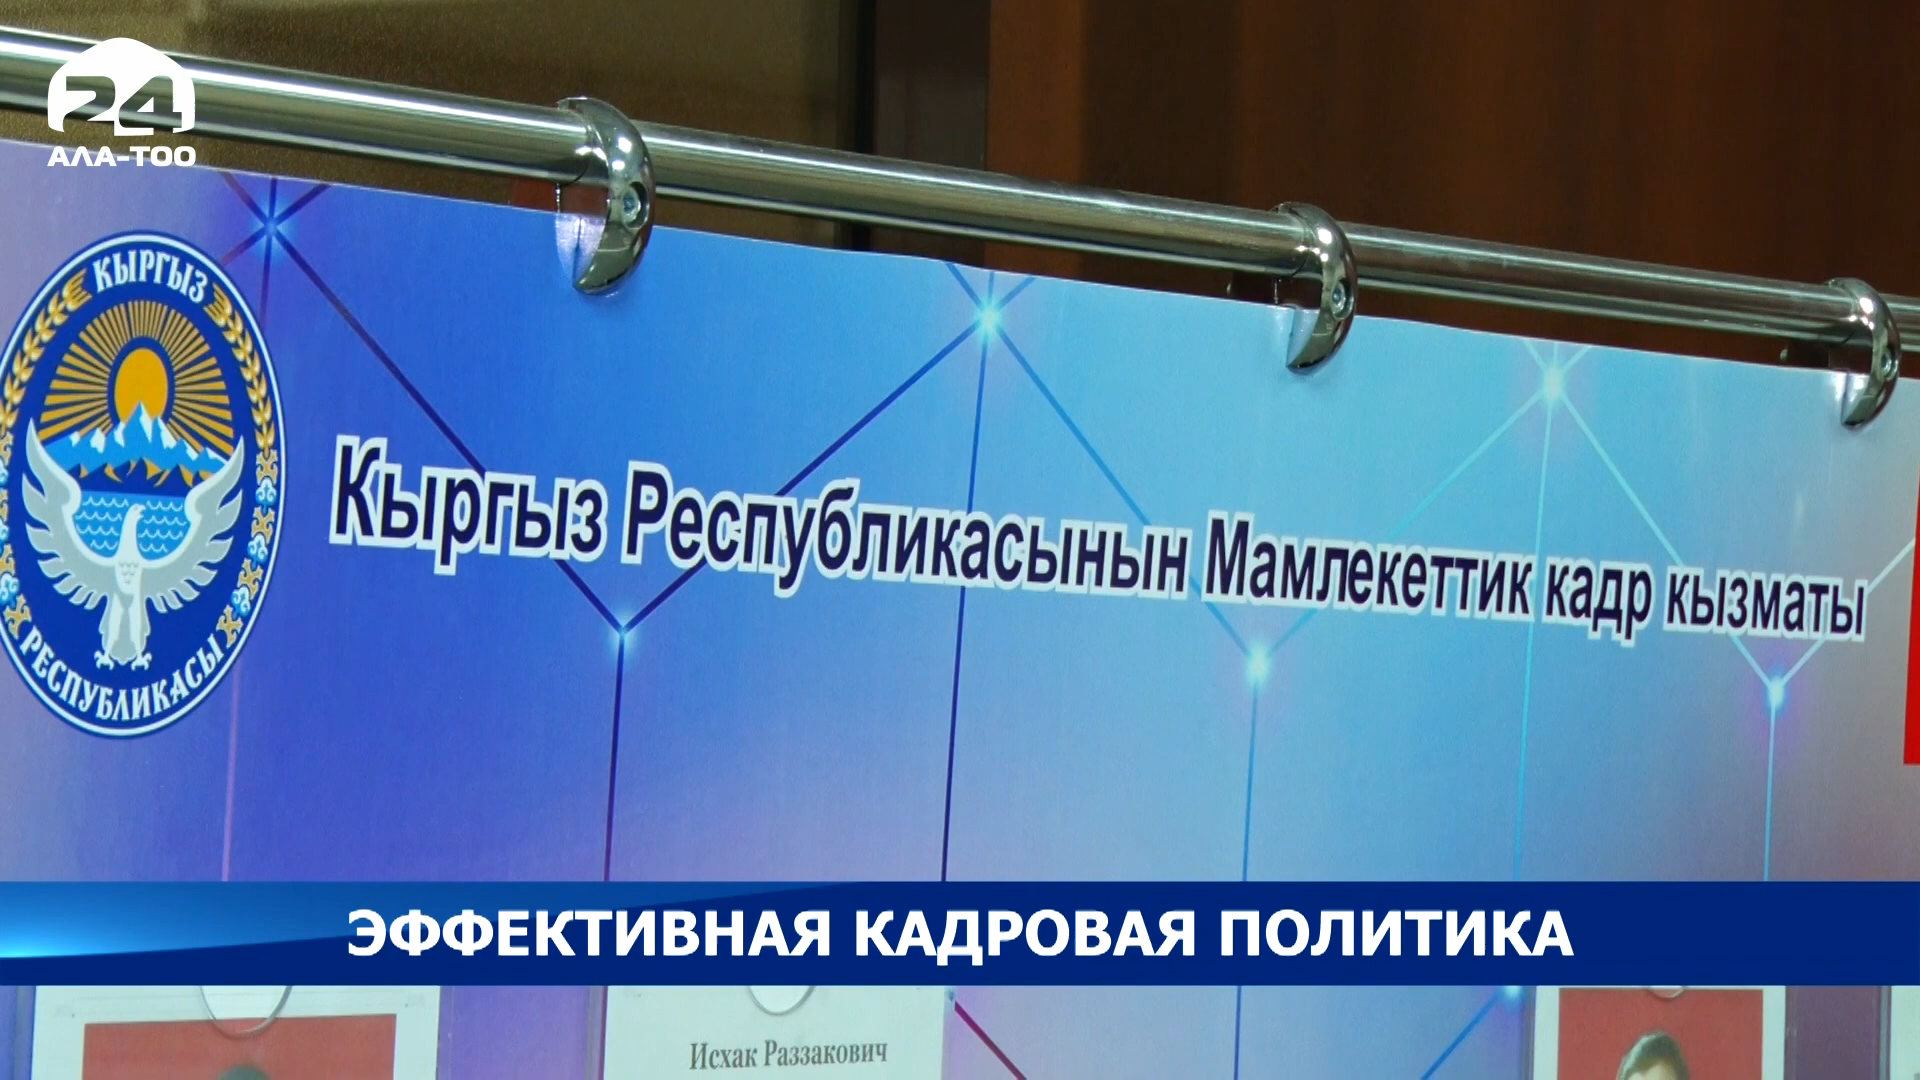 24
АЛА-ТОО
КЫРГЫЗ
РЕСПУБЛИКАСЫ
Кыргыз Республикасынын Мамлекеттик кадр кызматы
ЭФФЕКТИВНАЯ КАДРОВАЯ ПОЛИТИКА
Исхак Раззакович